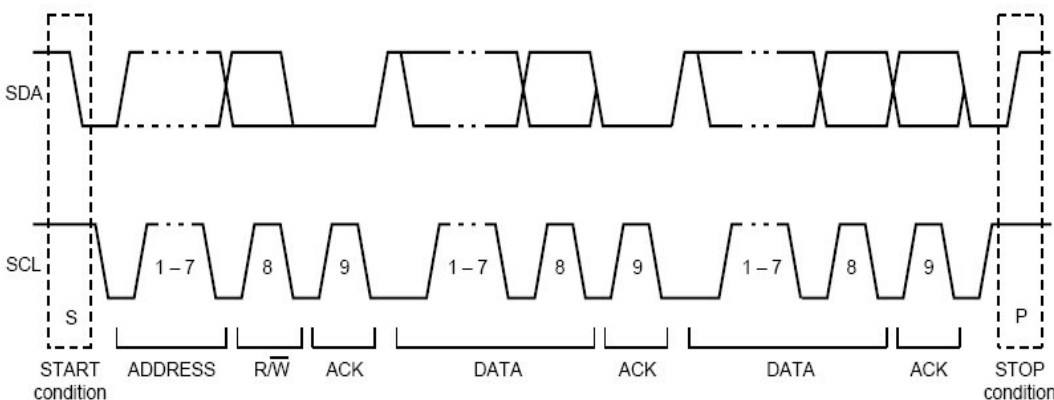 SDA
SCL
1 – 7
8
9
1 – 7
8
9
1 – 7
8
9
S
P
START
condition
ADDRESS
R/W̅
ACK
DATA
ACK
DATA
ACK
STOP
condition